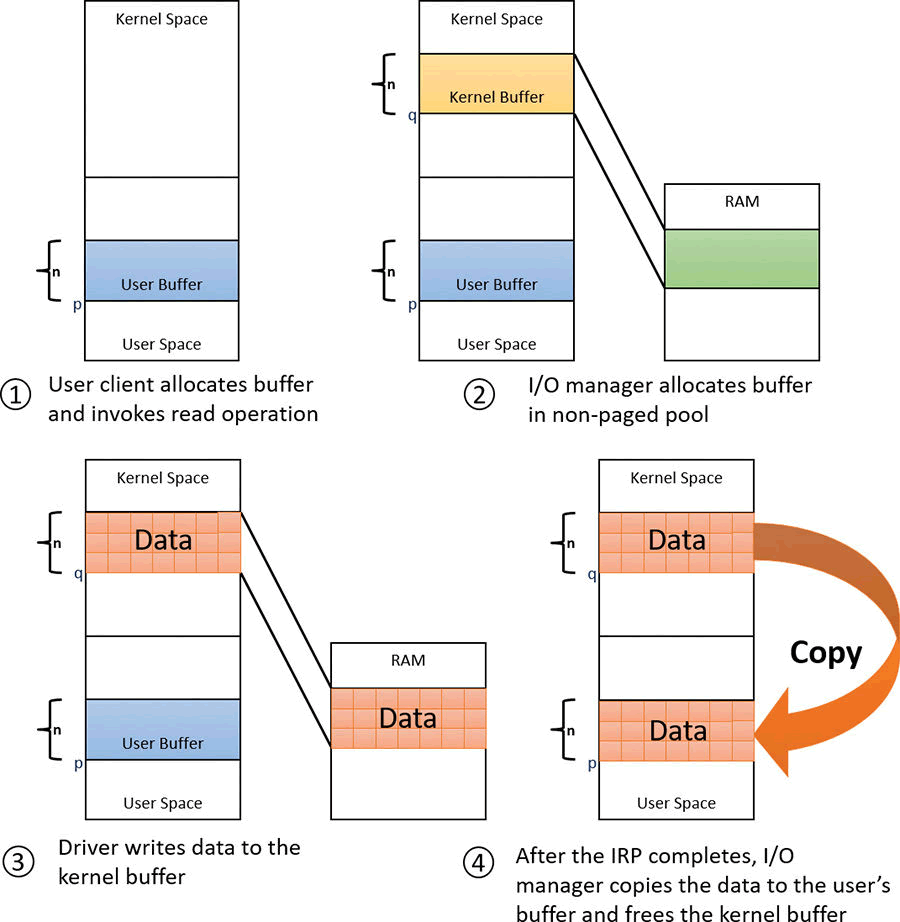 Kernel Space
n
User Buffer
p
User Space
① User client allocates buffer
and invokes read operation
Kernel Space
n
Kernel Buffer
q
n
User Buffer
p
User Space
RAM
② I/O manager allocates buffer
in non-paged pool
Kernel Space
n
Data
q
n
User Buffer
p
User Space
RAM
Data
③ Driver writes data to the
kernel buffer
Kernel Space
n
Data
q
Copy
n
Data
p
User Space
④ After the IRP completes, I/O
manager copies the data to the user’s
buffer and frees the kernel buffer